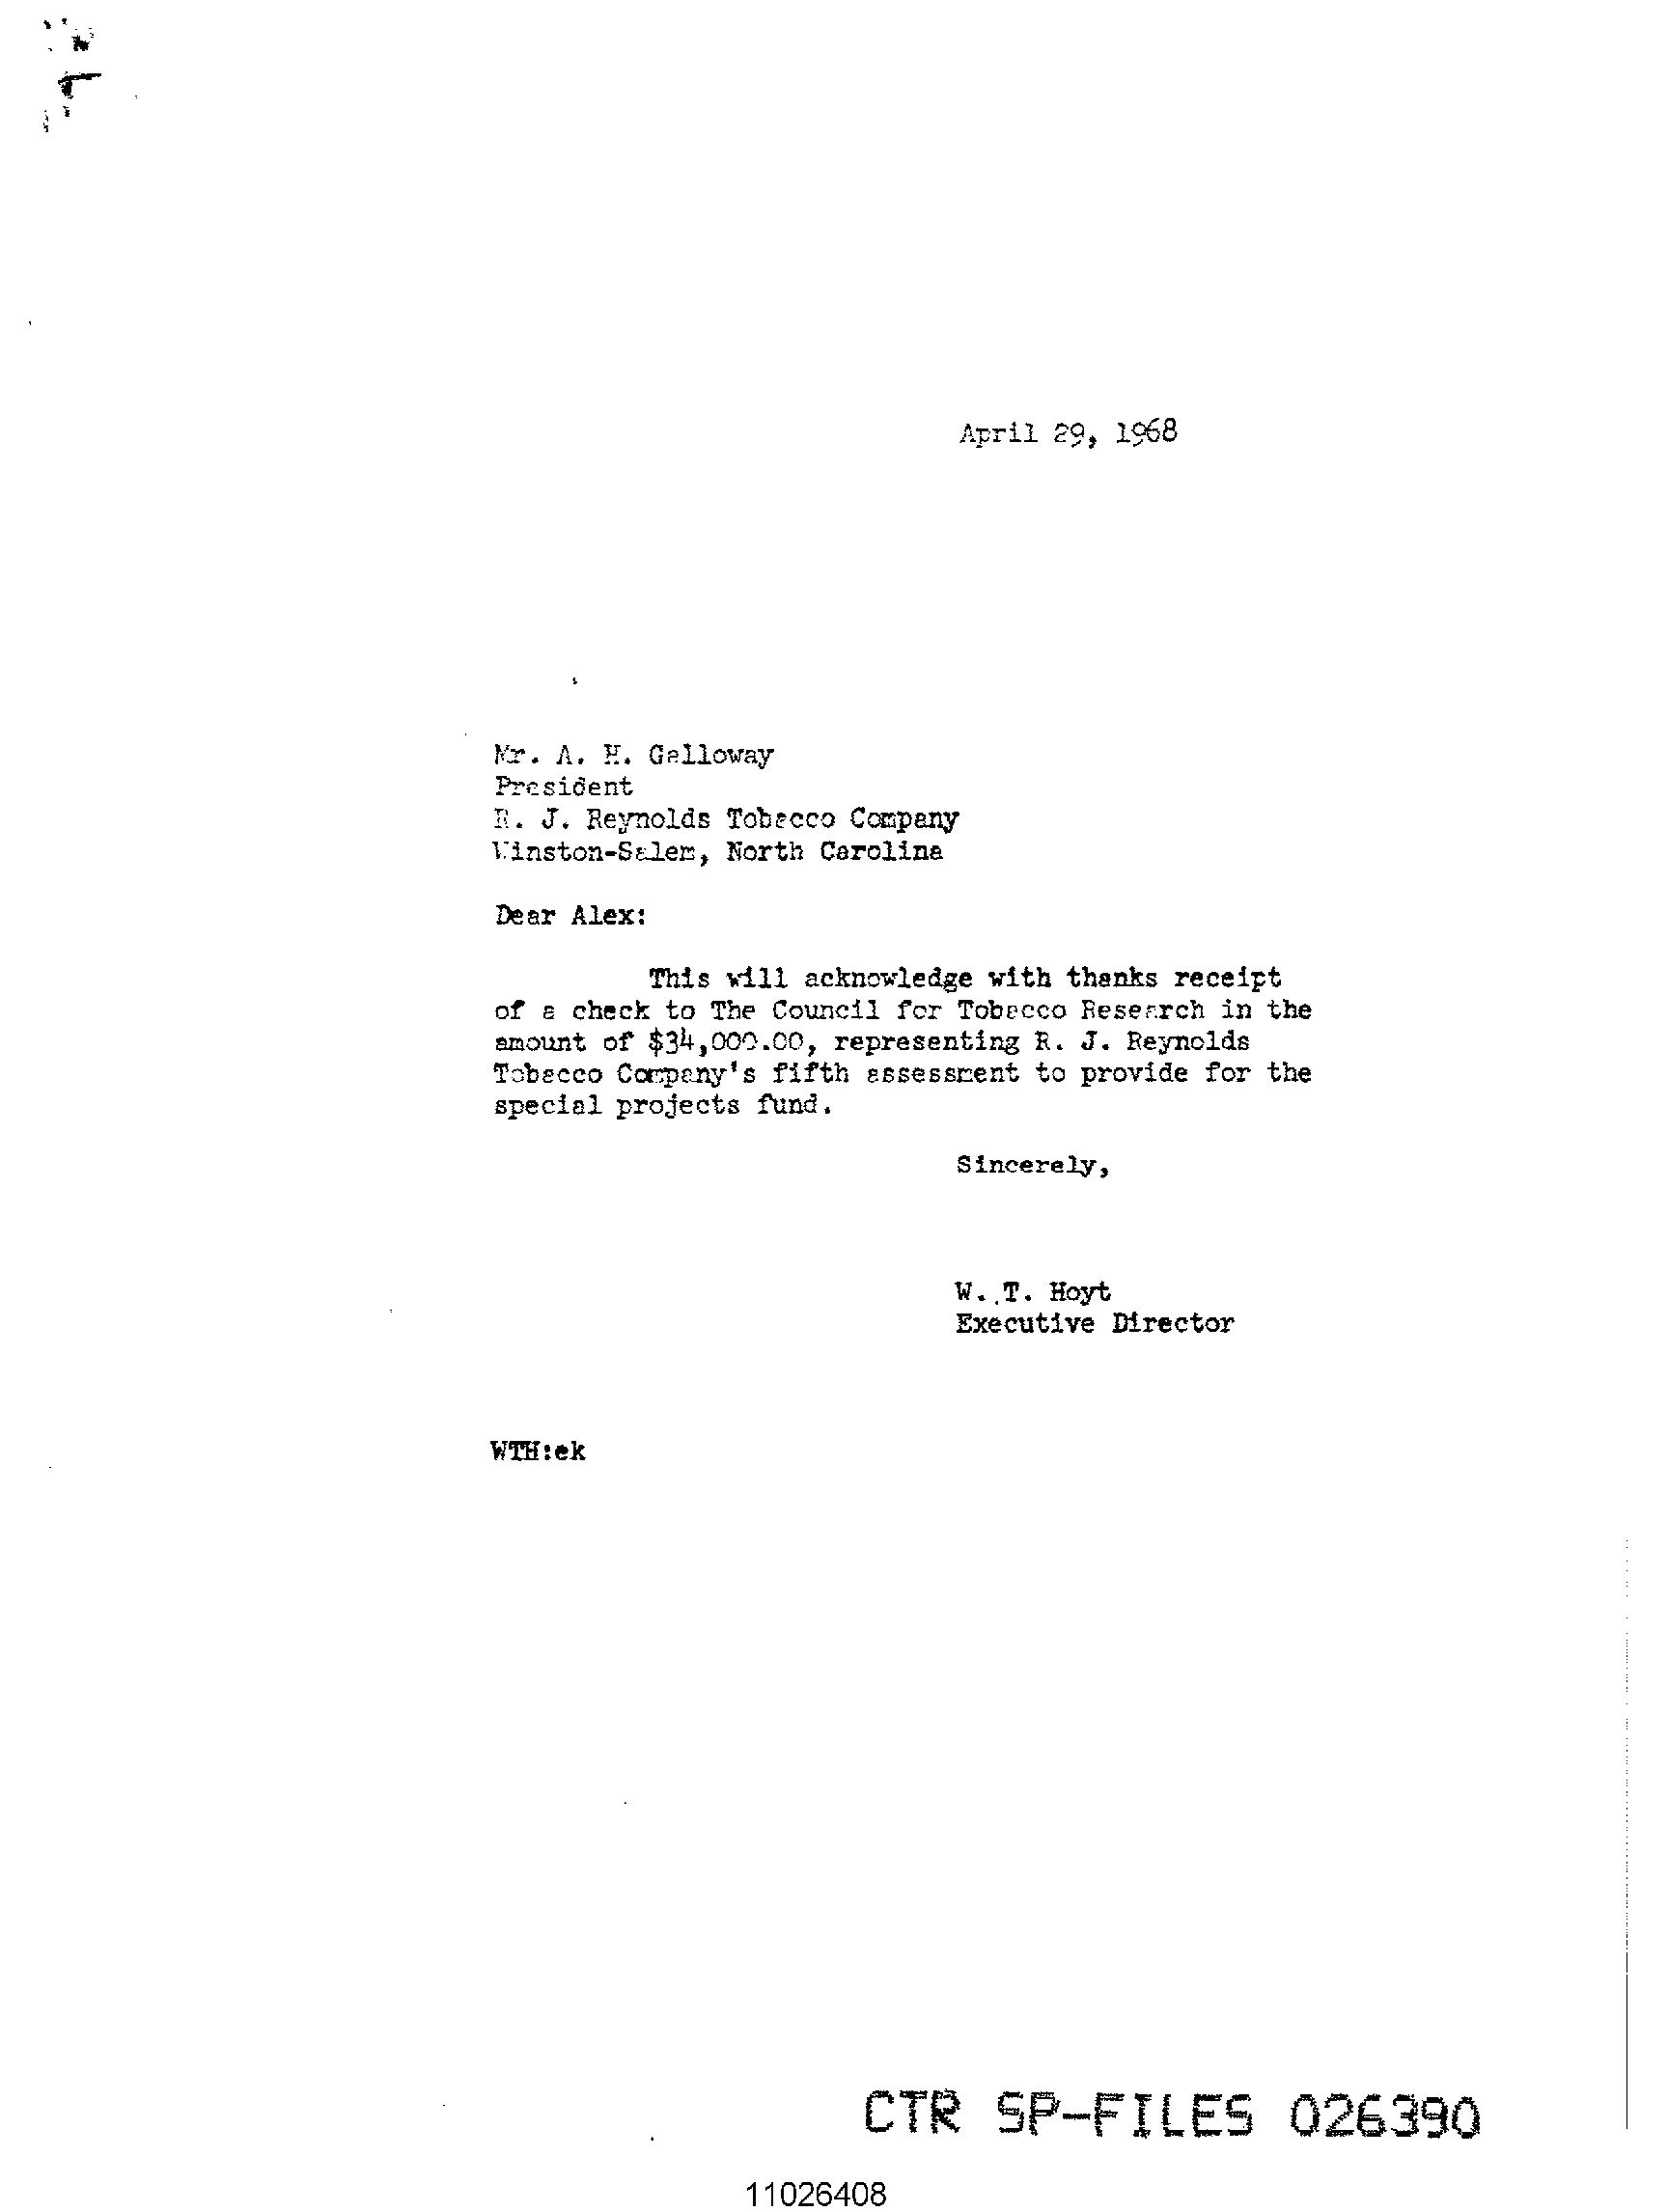 April 29, 1968
Mr. A. H. Galloway
President
R. J. Reynolds Tobacco Company
Winston-Salem, North Carolina
Dear Alex:
This will acknowledge with thanks receipt
of a check to The Council for Tobacco Research in the
amount of $34,000.00, representing R. J. Reynolds
Tobacco Company's fifth assessment to provide for the
special projects fund.
Sincerely,
W. T. Hoyt
Executive Director
WTH:ek
CTR SP-FILES 026390
11026408